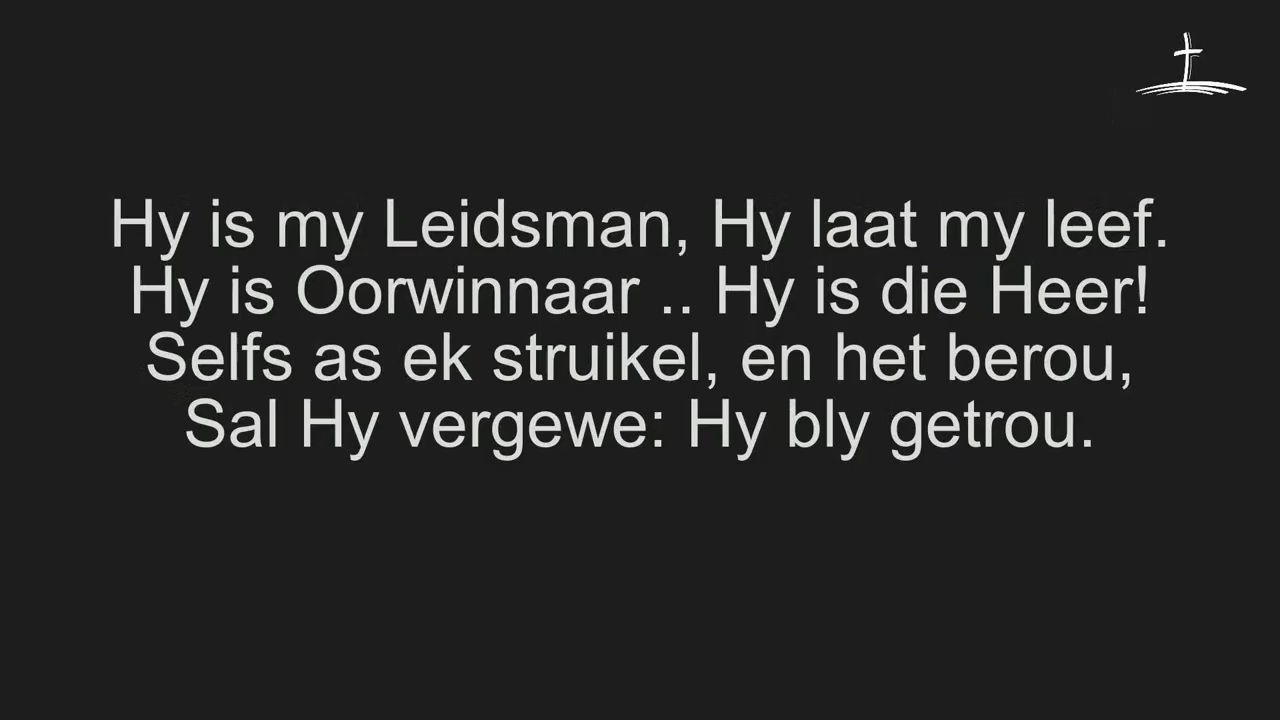 Hy is my Leidsman, Hy laat my leef.
Hy is Oorwinnaar .. Hy is die Heer!
Selfs as ek struikel, en het berou,
Sal Hy vergewe: Hy bly getrou.